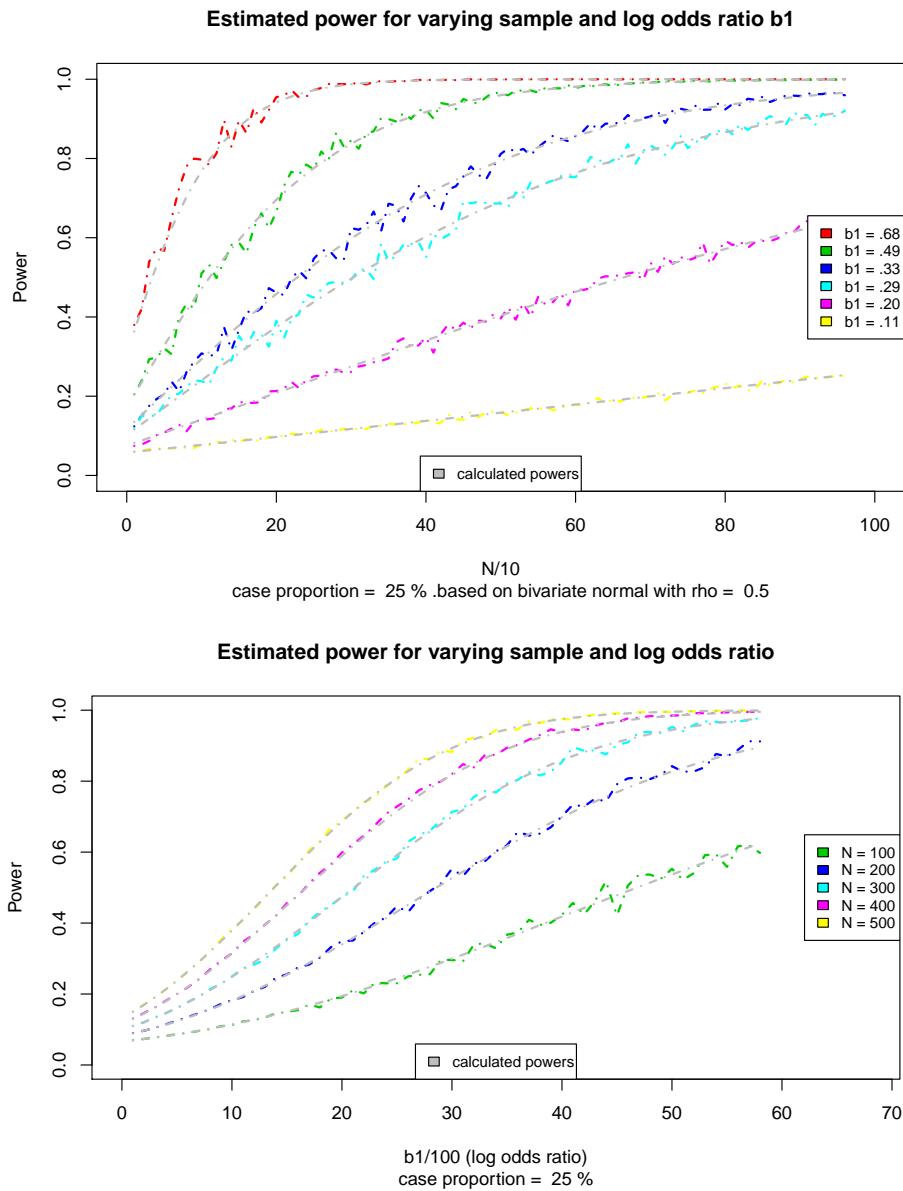 Estimated power for varying sample and log odds ratio b1
1.0
0.8
0.6
0.4
0.2
0.0
Power
b1 = .68
b1 = .49
b1 = .33
b1 = .29
b1 = .20
b1 = .11
calculated powers
0 20 40 60 80 100
N/10
case proportion = 25 % .based on bivariate normal with rho = 0.5
Estimated power for varying sample and log odds ratio
1.0
0.8
0.6
0.4
0.2
0.0
Power
N = 100
N = 200
N = 300
N = 400
N = 500
calculated powers
0 10 20 30 40 50 60 70
b1/100 (log odds ratio)
case proportion = 25 %